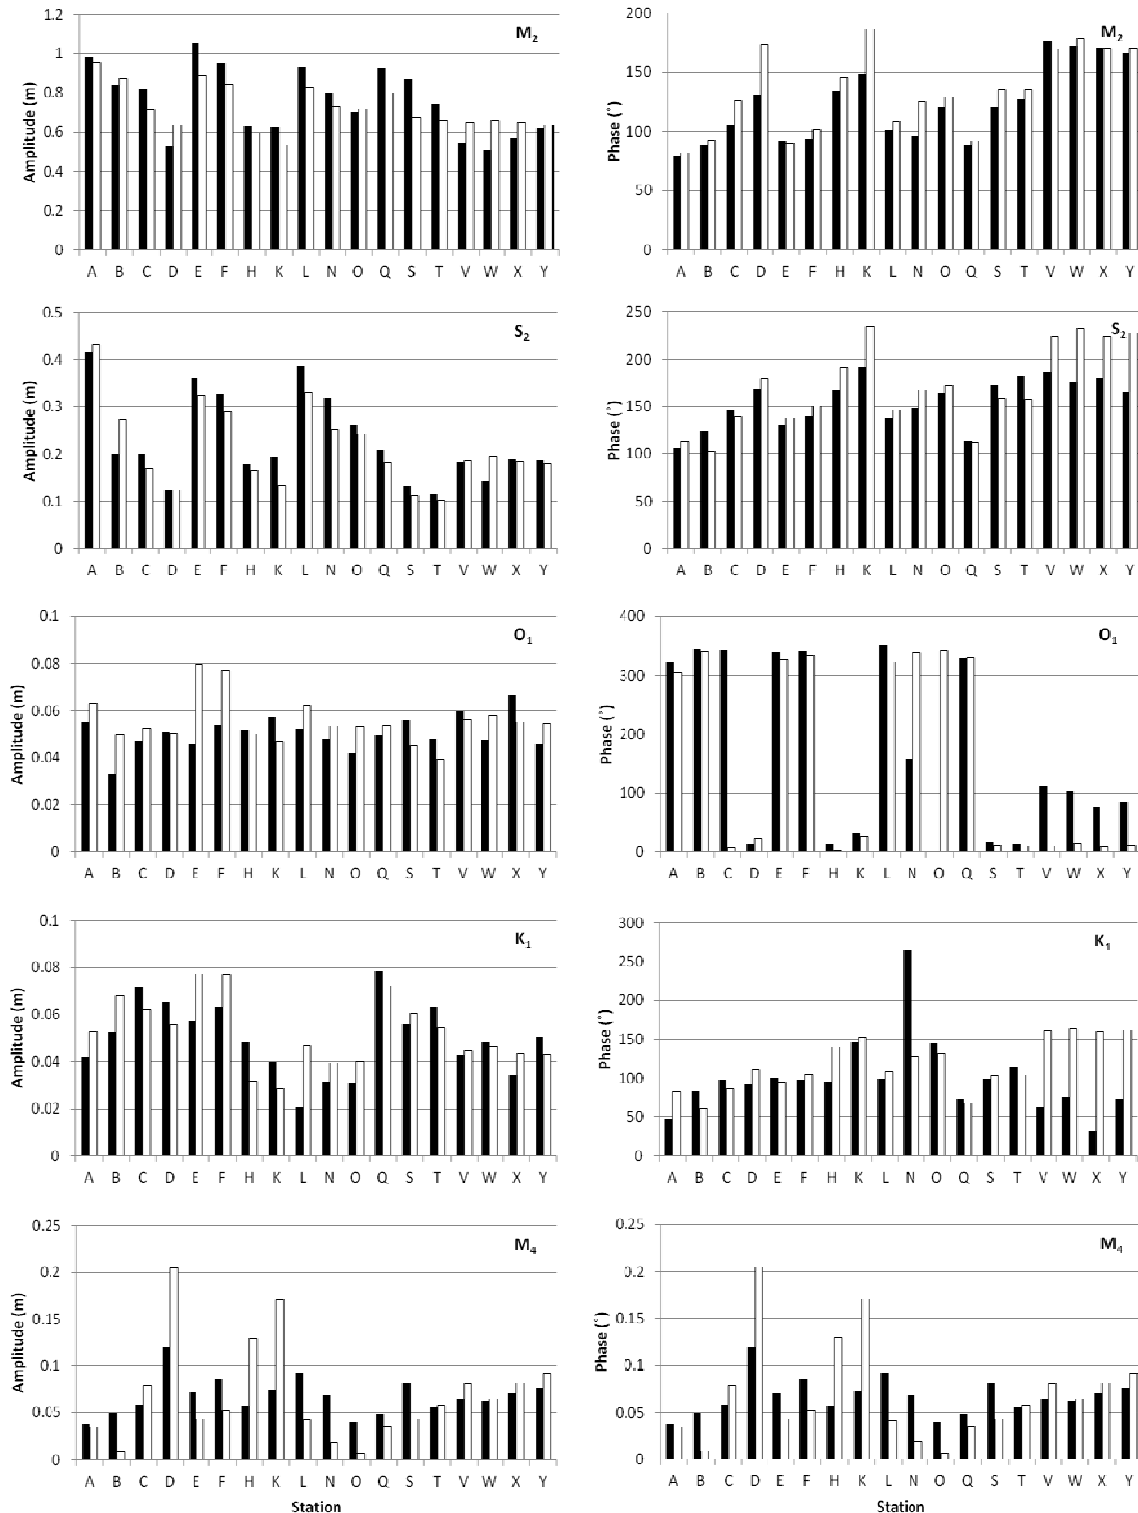 M2
Amplitude (m)
1.2
1
0.8
0.6
0.4
0.2
0
A B C D E F H K L N O Q S T V W X Y
M2
Phase (°)
200
150
100
50
0
A B C D E F H K L N O Q S T V W X Y
S2
Amplitude (m)
0.5
0.4
0.3
0.2
0.1
0
A B C D E F H K L N O Q S T V W X Y
S2
Phase (°)
250
200
150
100
50
0
A B C D E F H K L N O Q S T V W X Y
O1
Amplitude (m)
0.1
0.08
0.06
0.04
0.02
0
A B C D E F H K L N O Q S T V W X Y
O1
Phase (°)
400
300
200
100
0
A B C D E F H K L N O Q S T V W X Y
K1
Amplitude (m)
0.1
0.08
0.06
0.04
0.02
0
A B C D E F H K L N O Q S T V W X Y
K1
Phase (°)
300
250
200
150
100
50
0
A B C D E F H K L N O Q S T V W X Y
M4
Amplitude (m)
0.25
0.2
0.15
0.1
0.05
0
A B C D E F H K L N O Q S T V W X Y
Station
M4
Phase (°)
0.25
0.2
0.15
0.1
0.05
0
A B C D E F H K L N O Q S T V W X Y
Station